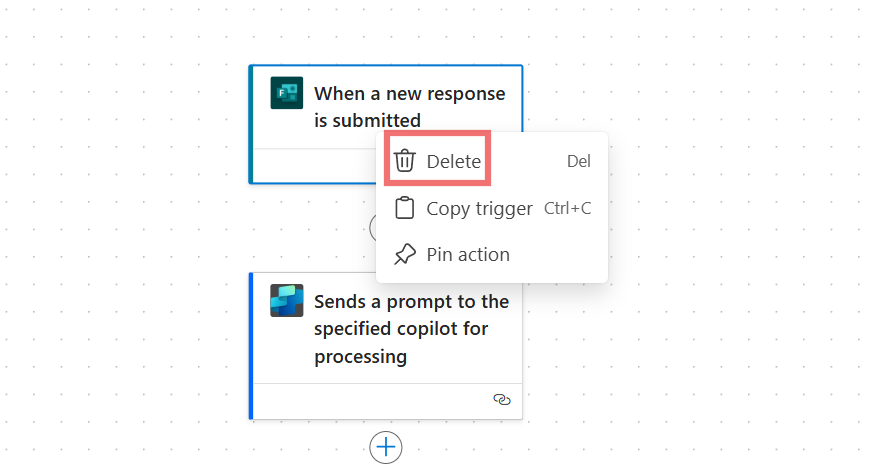 When a new response
is submitted
Delete Del
Copy trigger Ctrl+C
Pin action
Sends a prompt to the
specified copilot for
processing